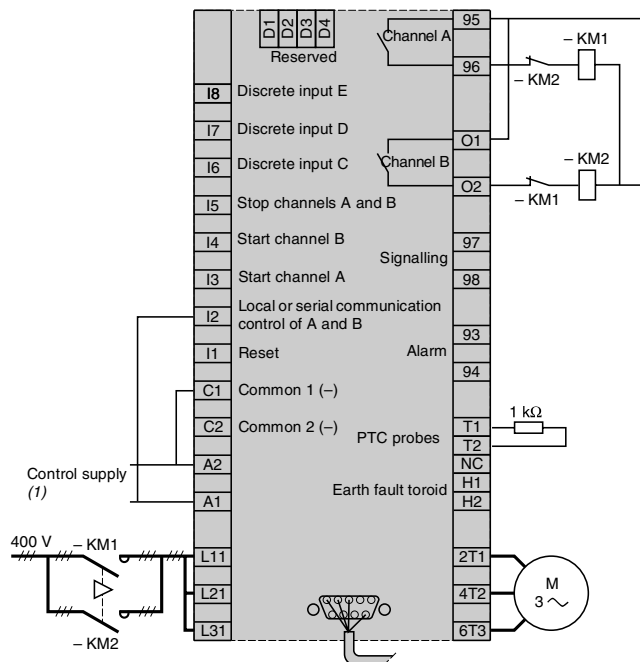 D1 D2 D3 D4
Reserved
Channel A
95
96
– KM1
– KM2
I8 Discrete input E
I7 Discrete input D
I6 Discrete input C
O1
Channel B
O2
– KM2
– KM1
I5 Stop channels A and B
I4 Start channel B
97
Signalling
98
I3 Start channel A
I2 Local or serial communication
control of A and B
93
Alarm
94
I1 Reset
C1 Common 1 (–)
C2 Common 2 (–)
PTC probes
T1
T2
1 kΩ
A2
NC
Control supply
(1)
A1
Earth fault toroid
H1
H2
400 V
– KM1
– KM2
L11
L21
L31
2T1
4T2
6T3
M
3